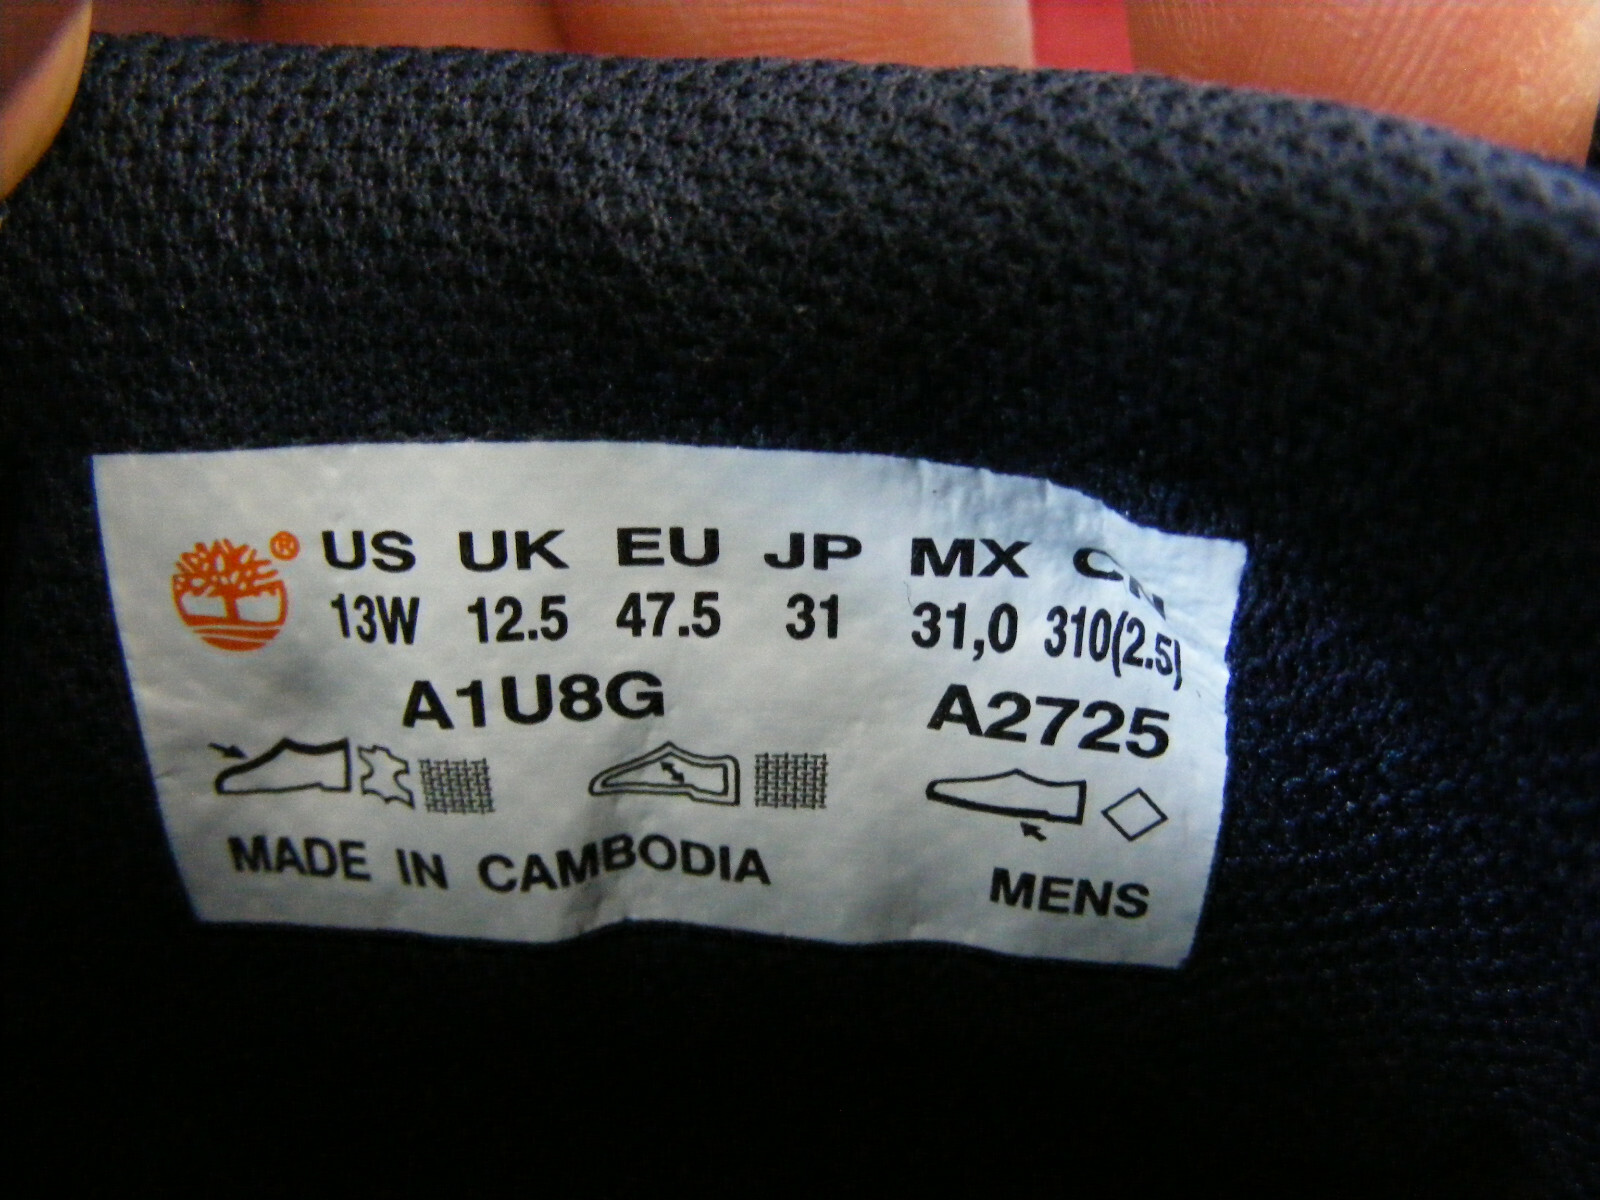 ® US UK EU JP MX CN
13W 12.5 47.5 31 31,0 310(2.5)
A1U8G A2725
MADE IN CAMBODIA MENS